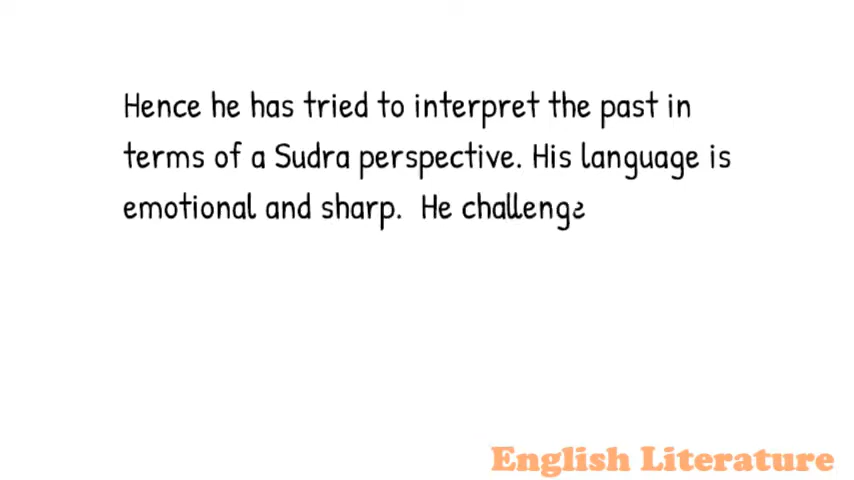 Hence he has tried to interpret the past in
terms of a Sudra perspective. His language is
emotional and sharp. He
English Literature